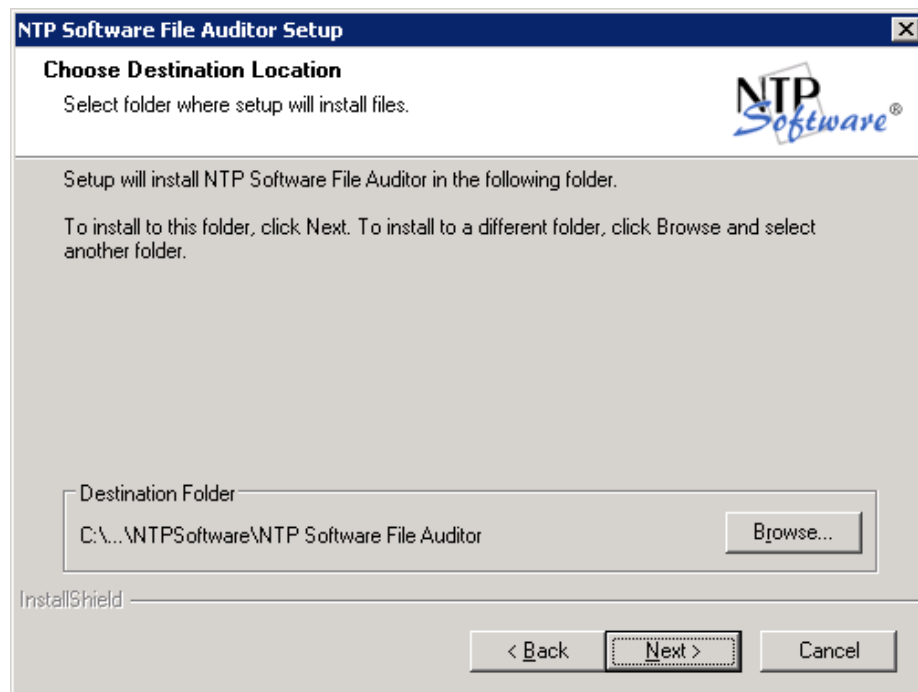 NTP Software File Auditor Setup
Choose Destination Location
Select folder where setup will install files.
NTP
Software®
Setup will install NTP Software File Auditor in the following folder.
To install to this folder, click Next. To install to a different folder, click Browse and select
another folder.
Destination Folder
C:\...\NTPSoftware\NTP Software File Auditor
Browse...
InstallShield
< Back
Next >
Cancel